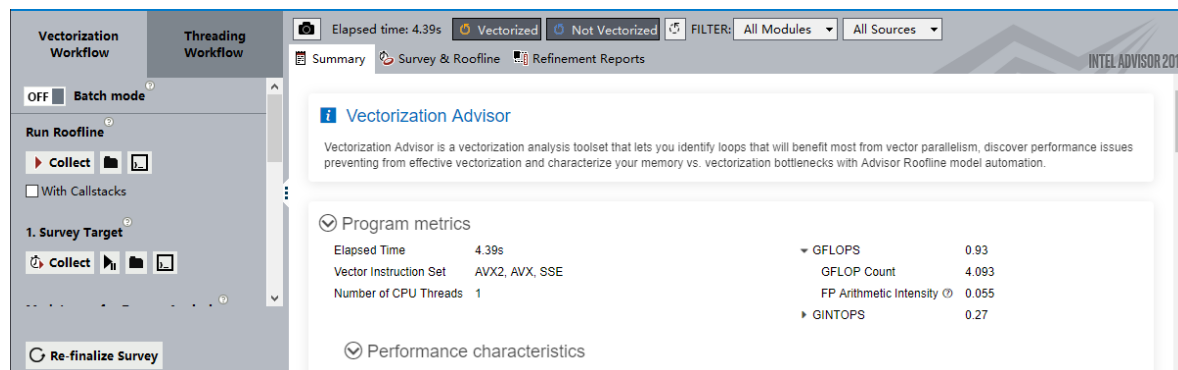 Vectorization Workflow
Threading Workflow
OFF Batch mode
Run Roofline
Collect
With Callstacks
1. Survey Target
Collect
Re-finalize Survey
Elapsed time: 4.39s Vectorized Not Vectorized FILTER: All Modules All Sources
Summary Survey & Roofline Refinement Reports INTEL ADVISOR 201
Vectorization Advisor
Vectorization Advisor is a vectorization analysis toolset that lets you identify loops that will benefit most from vector parallelism, discover performance issues
preventing from effective vectorization and characterize your memory vs. vectorization bottlenecks with Advisor Roofline model automation.
Program metrics
Elapsed Time 4.39s
Vector Instruction Set AVX2, AVX, SSE
Number of CPU Threads 1
GFLOPS 0.93
GFLOP Count 4.093
FP Arithmetic Intensity 0.055
GINTOPS 0.27
Performance characteristics